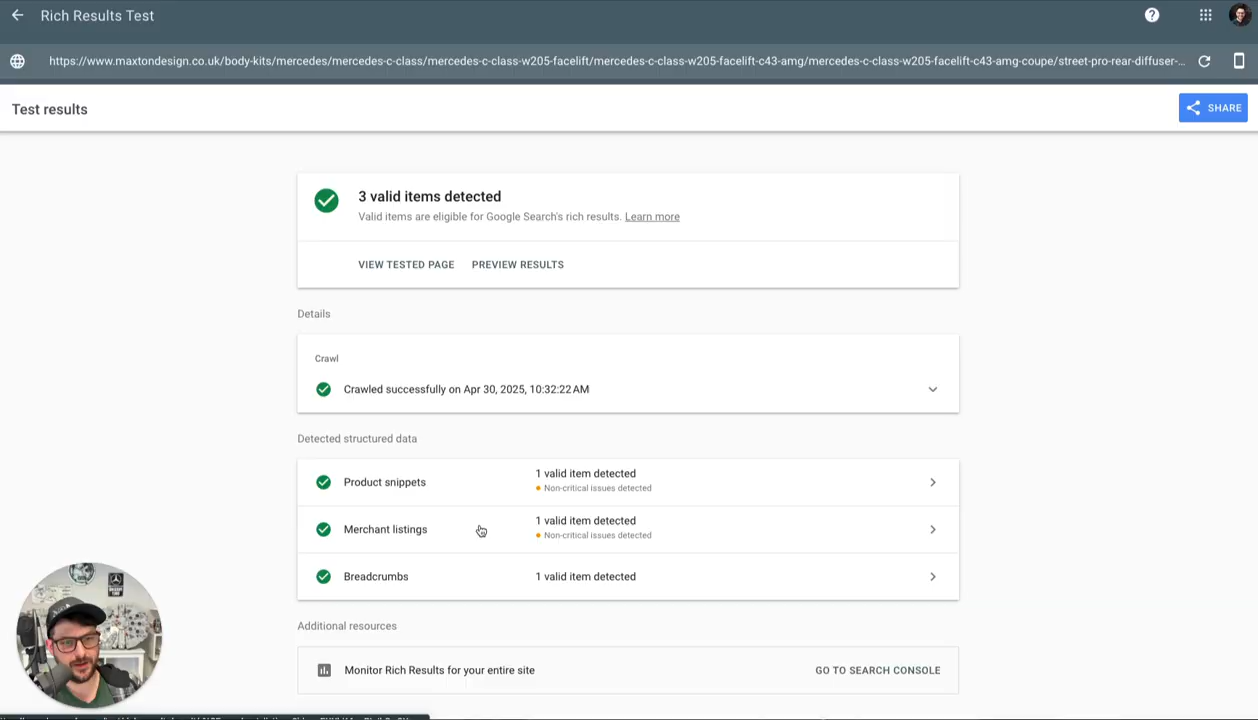 Rich Results Test
https://www.maxtondesign.co.uk/body-kits/mercedes/mercedes-c-class/mercedes-c-class-w205-facelift/mercedes-c-class-w205-facelift-c43-amg/mercedes-c-class-w205-facelift-c43-amg-coupe/street-pro-rear-diffuser-...
Test results
SHARE
3 valid items detected
Valid items are eligible for Google Search's rich results. Learn more
VIEW TESTED PAGE PREVIEW RESULTS
Details
Crawl
Crawled successfully on Apr 30, 2025, 10:32:22 AM
Detected structured data
Product snippets
1 valid item detected
Non-critical issues detected
Merchant listings
1 valid item detected
Non-critical issues detected
Breadcrumbs
1 valid item detected
Additional resources
Monitor Rich Results for your entire site
GO TO SEARCH CONSOLE